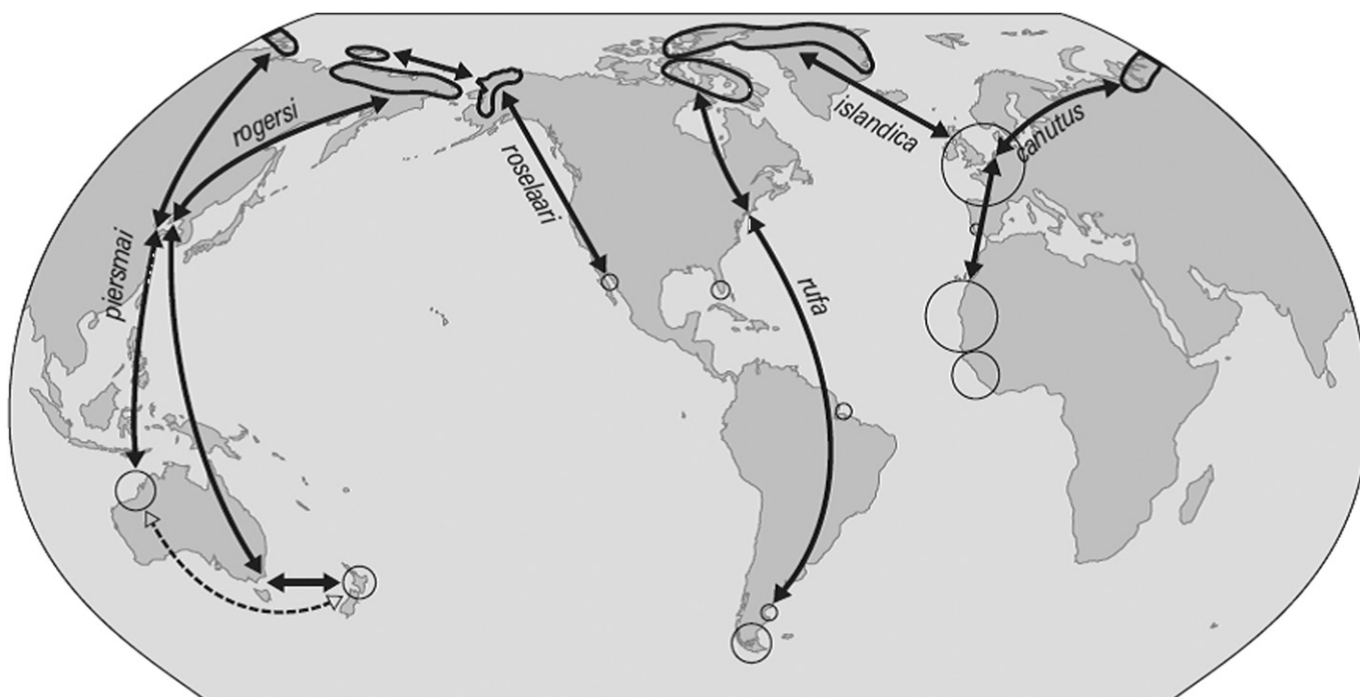 rogersi
piersmai
roselaari
rufa
islandica
canutus